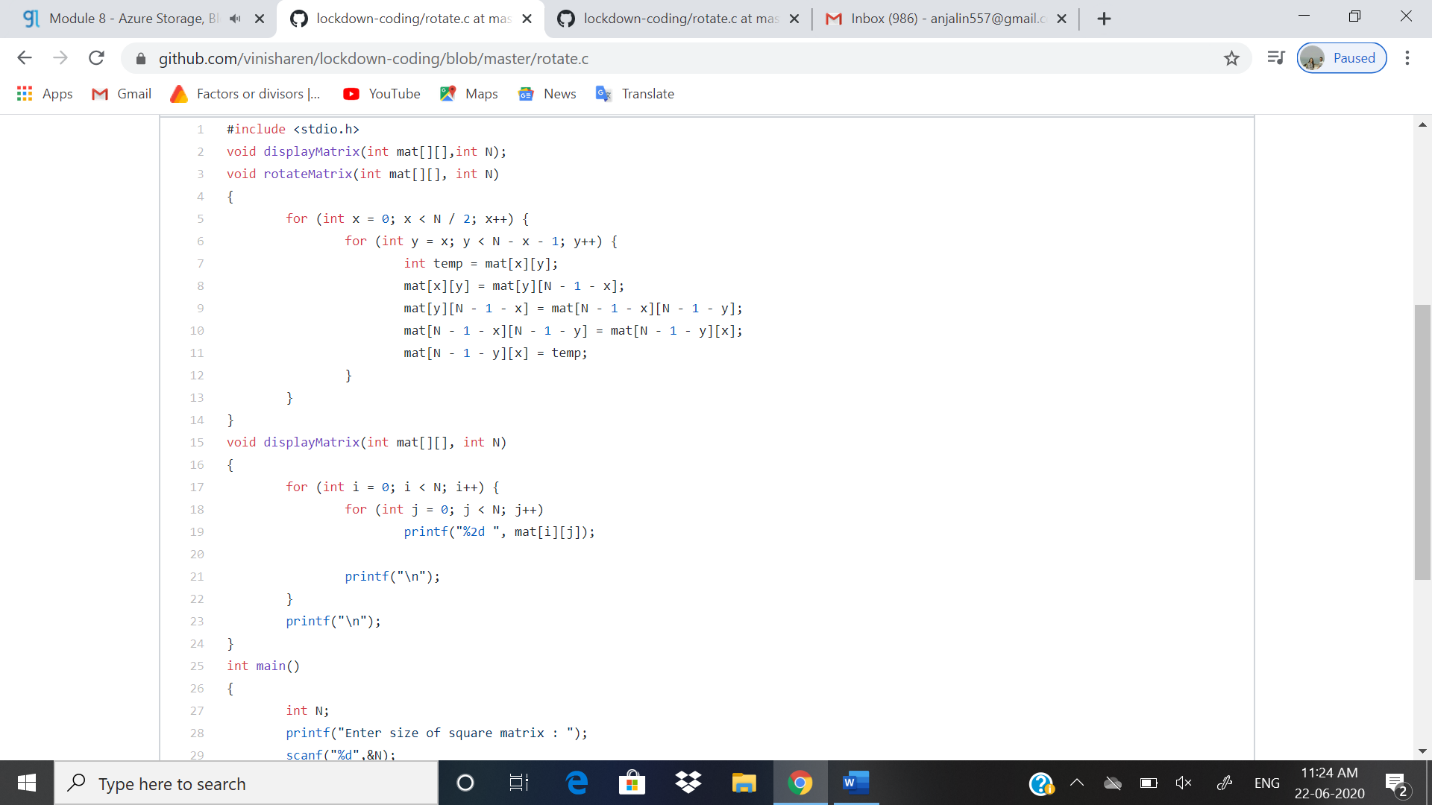 Module 8 - Azure Storage, Bl
lockdown-coding/rotate.c at mas
lockdown-coding/rotate.c at mas
Inbox (986) - anjalin557@gmail.c
github.com/vinisharen/lockdown-coding/blob/master/rotate.c
Paused
Apps
Gmail
Factors or divisors |...
YouTube
Maps
News
Translate
1 #include <stdio.h>
2 void displayMatrix(int mat[][],int N);
3 void rotateMatrix(int mat[][], int N)
4 {
5 for (int x = 0; x < N / 2; x++) {
6 for (int y = x; y < N - x - 1; y++) {
7 int temp = mat[x][y];
8 mat[x][y] = mat[y][N - 1 - x];
9 mat[y][N - 1 - x] = mat[N - 1 - x][N - 1 - y];
10 mat[N - 1 - x][N - 1 - y] = mat[N - 1 - y][x];
11 mat[N - 1 - y][x] = temp;
12 }
13 }
14 }
15 void displayMatrix(int mat[][], int N)
16 {
17 for (int i = 0; i < N; i++) {
18 for (int j = 0; j < N; j++)
19 printf("%2d ", mat[i][j]);
20
21 printf("\n");
22 }
23 printf("\n");
24 }
25 int main()
26 {
27 int N;
28 printf("Enter size of square matrix : ");
29 scanf("%d",&N);
Type here to search
ENG
11:24 AM
22-06-2020
2